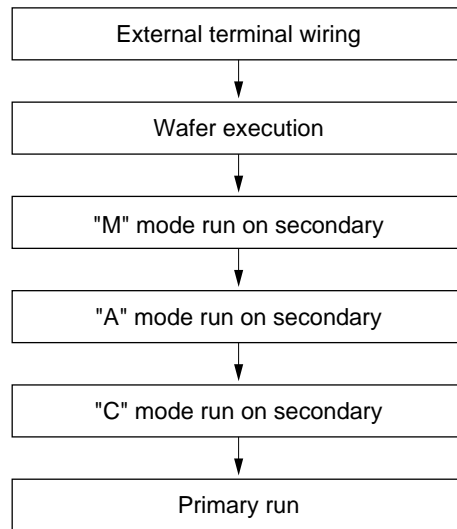 External terminal wiring
Wafer execution
"M" mode run on secondary
"A" mode run on secondary
"C" mode run on secondary
Primary run